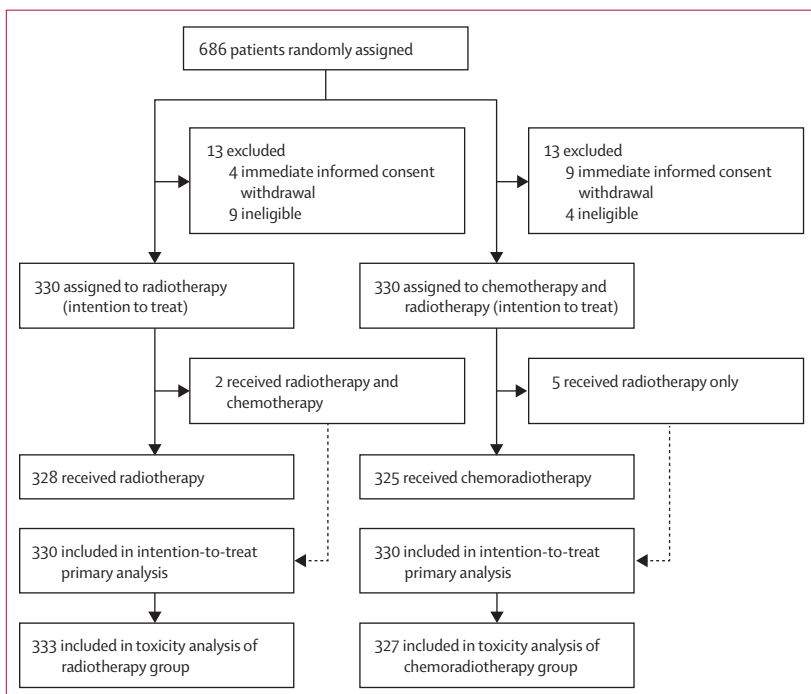 686 patients randomly assigned
13 excluded
4 immediate informed consent
withdrawal
9 ineligible
13 excluded
9 immediate informed consent
withdrawal
4 ineligible
330 assigned to radiotherapy
(intention to treat)
330 assigned to chemotherapy and
radiotherapy (intention to treat)
2 received radiotherapy and
chemotherapy
5 received radiotherapy only
328 received radiotherapy
325 received chemoradiotherapy
330 included in intention-to-treat
primary analysis
330 included in intention-to-treat
primary analysis
333 included in toxicity analysis of
radiotherapy group
327 included in toxicity analysis of
chemoradiotherapy group